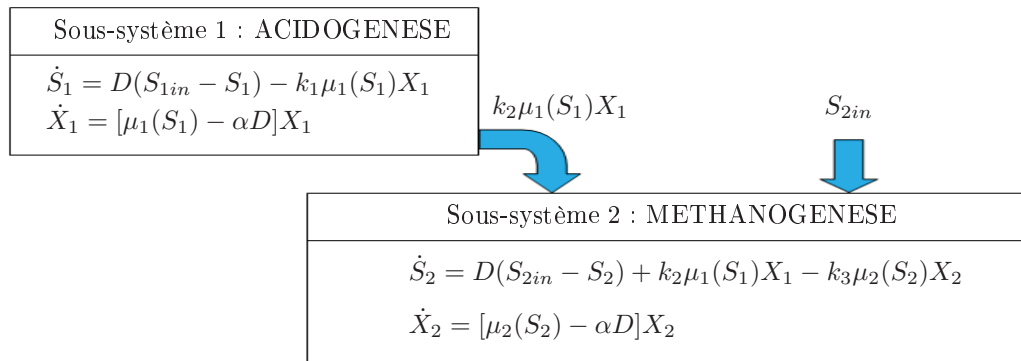 Sous-système 1 : ACIDOGENESE
Ṡ₁ = D(S₁ᵢₙ − S₁) − k₁μ₁(S₁)X₁
Ẋ₁ = [μ₁(S₁) − αD]X₁
k₂μ₁(S₁)X₁
S₂ᵢₙ
Sous-système 2 : METHANOGENESE
Ṡ₂ = D(S₂ᵢₙ − S₂) + k₂μ₁(S₁)X₁ − k₃μ₂(S₂)X₂
Ẋ₂ = [μ₂(S₂) − αD]X₂